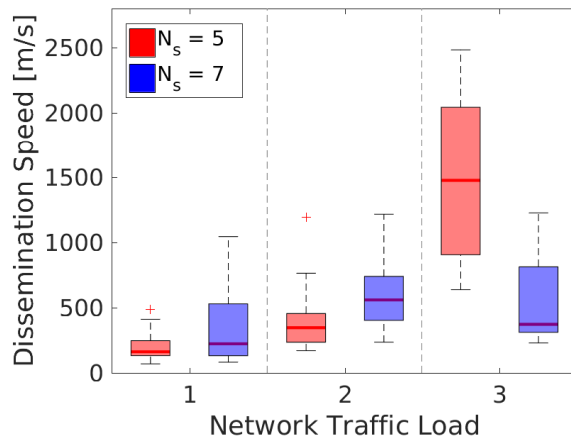 Dissemination Speed [m/s]
2500
2000
1500
1000
500
0
N_s = 5
N_s = 7
1 2 3
Network Traffic Load